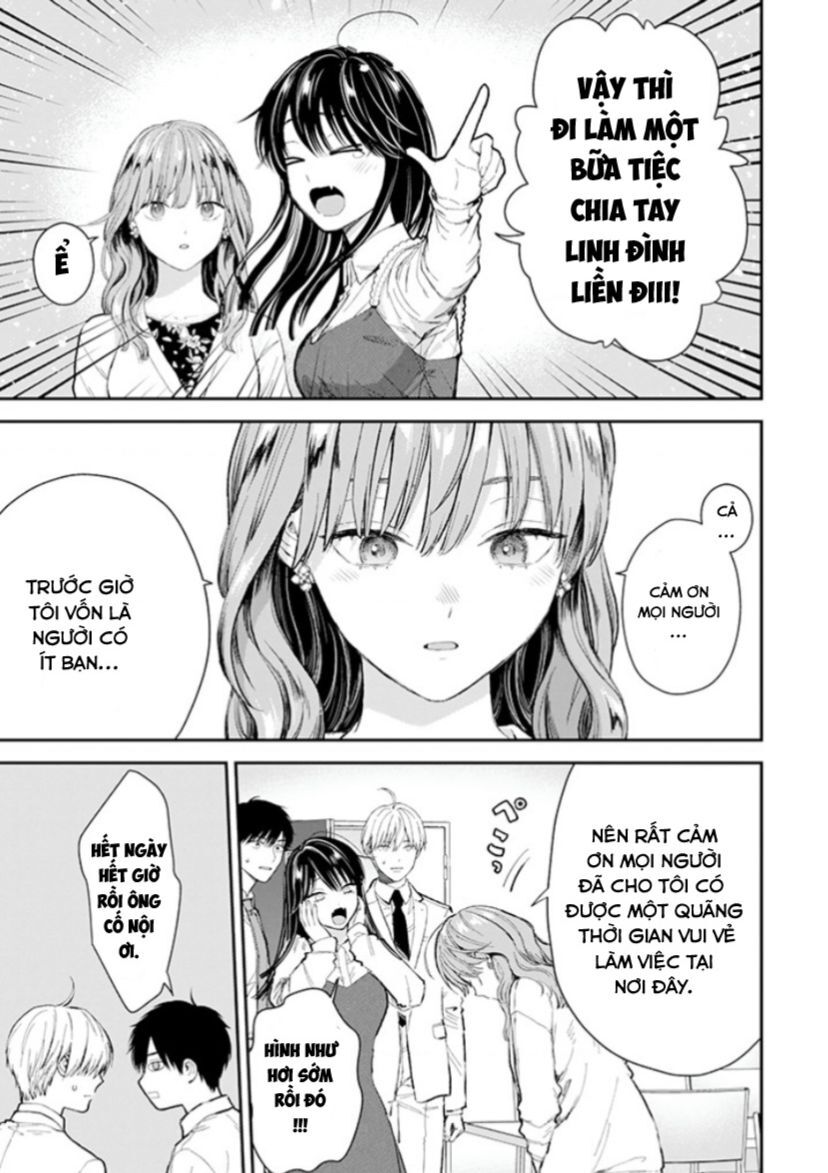 VẬY THÌ
ĐI LÀM MỘT
BỮA TIỆC
CHIA TAY
LINH ĐÌNH
LIỀN ĐIII!
Ể
CẢ
...
CẢM ƠN
MỌI NGƯỜI
...
TRƯỚC GIỜ
TÔI VỐN LÀ
NGƯỜI CÓ
ÍT BẠN...
NÊN RẤT CẢM
ƠN MỌI NGƯỜI
ĐÃ CHO TÔI CÓ
ĐƯỢC MỘT QUÃNG
THỜI GIAN VUI VẺ
LÀM VIỆC TẠI
NƠI ĐÂY.
ペこり
HÌNH NHƯ
HƠI SỚM
RỒI ĐÓ
!!!
HẾT NGÀY
HẾT GIỜ
RỒI ÔNG
CỐ NỘI
ƠI.